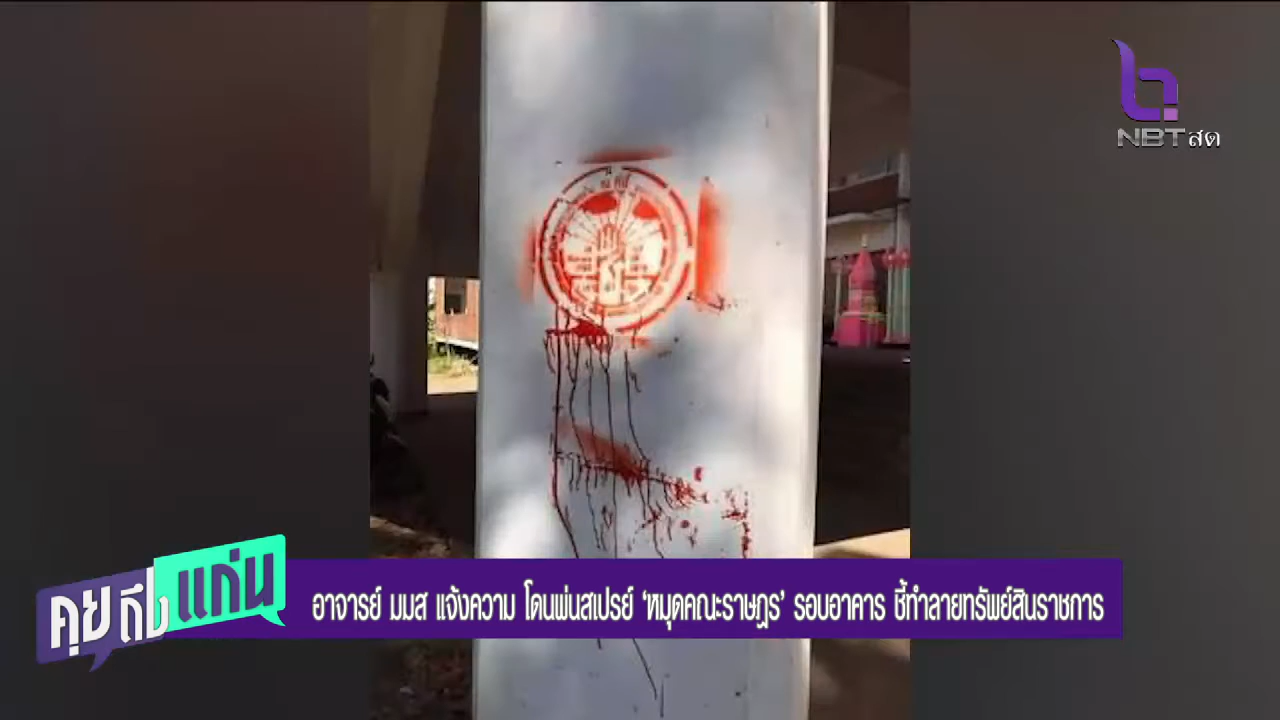 NBT สด
คุยถึงแก่น
อาจารย์ มมส แจ้งความ โดนพ่นสเปรย์ ‘หมุดคณะราษฎร’ รอบอาคาร ชี้ทำลายทรัพย์สินราชการ